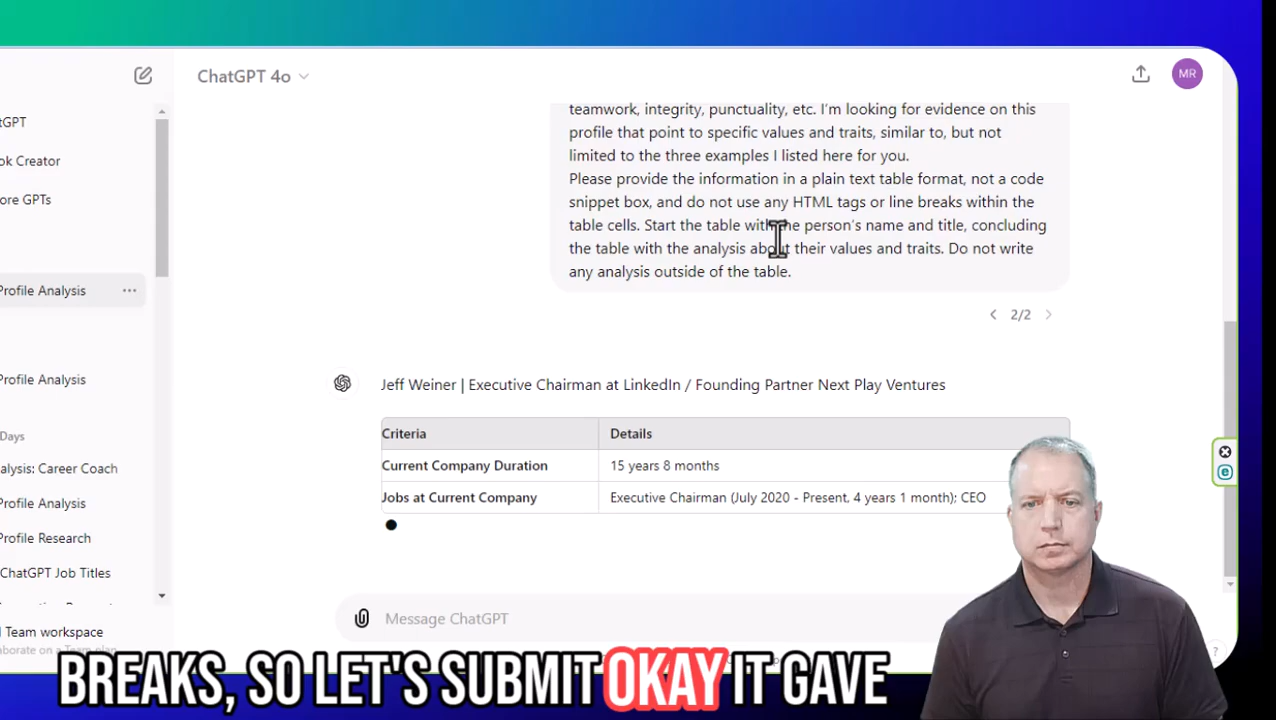 ChatGPT 4o
MR
tGPT
ok Creator
ore GPTs
Profile Analysis
Profile Analysis
Days
alysis: Career Coach
Profile Analysis
Profile Research
ChatGPT Job Titles
Team workspace
teamwork, integrity, punctuality, etc. I'm looking for evidence on this
profile that point to specific values and traits, similar to, but not
limited to the three examples I listed here for you.
Please provide the information in a plain text table format, not a code
snippet box, and do not use any HTML tags or line breaks within the
table cells. Start the table with the person's name and title, concluding
the table with the analysis about their values and traits. Do not write
any analysis outside of the table.
2/2
Jeff Weiner | Executive Chairman at LinkedIn / Founding Partner Next Play Ventures
Criteria Details
Current Company Duration 15 years 8 months
Jobs at Current Company Executive Chairman (July 2020 - Present, 4 years 1 month); CEO
Message ChatGPT
?
BREAKS, SO LET'S SUBMIT OKAY IT GAVE